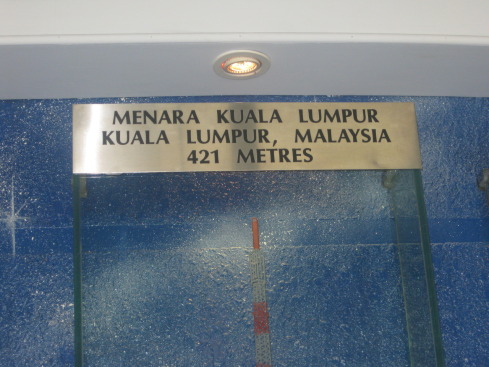 MENARA KUALA LUMPUR
KUALA LUMPUR, MALAYSIA
421 METRES